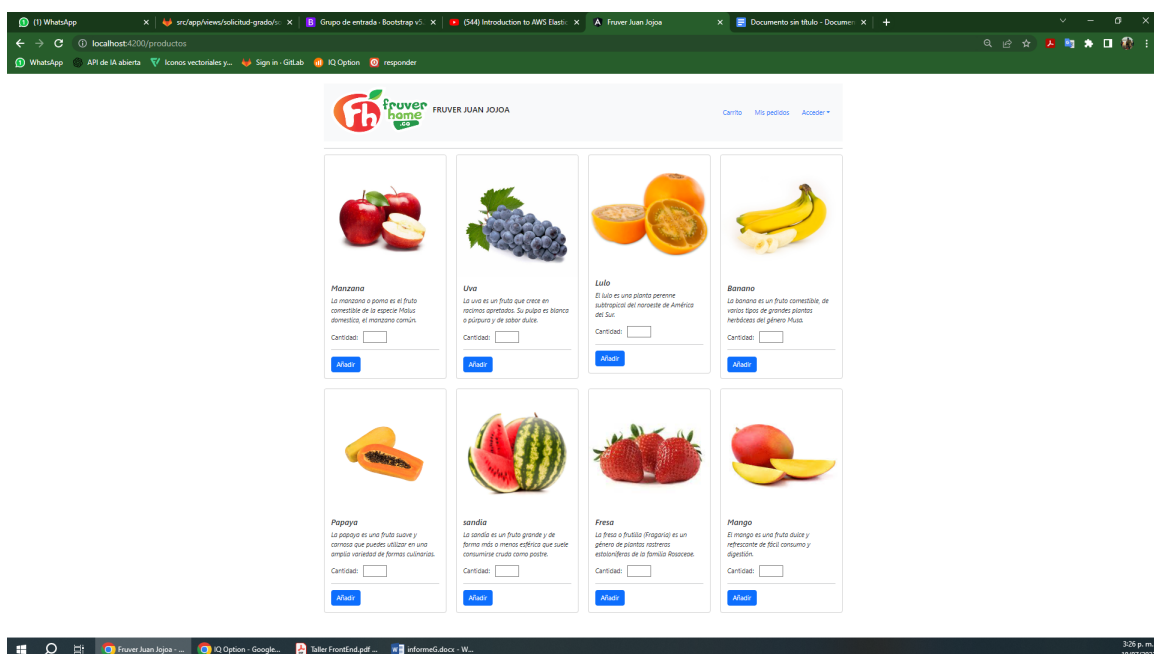 (1) WhatsApp
src/app/views/solicitud-grado/so
Grupo de entrada · Bootstrap v5.
(544) Introduction to AWS Elastic
Fruver Juan Jojoa
Documento sin título - Documen
localhost:4200/productos
WhatsApp
API de IA abierta
Iconos vectoriales y...
Sign in · GitLab
IQ Option
responder
Fh fruver home .co
FRUVER JUAN JOJOA
Carrito
Mis pedidos
Acceder
Manzana
La manzana o poma es el fruto
comestible de la especie Malus
domestica, el manzano común.
Cantidad:
Añadir
Uva
La uva es un fruta que crece en
racimos apretados. Su pulpa es blanca
o púrpura y de sabor dulce.
Cantidad:
Añadir
Lulo
El lulo es una planta perenne
subtropical del noroeste de América
del Sur.
Cantidad:
Añadir
Banano
La banana es un fruto comestible, de
varios tipos de grandes plantas
herbáceas del género Musa.
Cantidad:
Añadir
Papaya
La papaya es una fruta suave y
carnosa que puedes utilizar en una
amplia variedad de formas culinarias.
Cantidad:
Añadir
sandia
La sandía es un fruto grande y de
forma más o menos esférica que suele
consumirse crudo como postre.
Cantidad:
Añadir
Fresa
La fresa o frutilla (Fragaria) es un
género de plantas rastreras
estoloníferas de la familia Rosaceae.
Cantidad:
Añadir
Mango
El mango es una fruta dulce y
refrescante de fácil consumo y
digestión.
Cantidad:
Añadir
Fruver Juan Jojoa - ...
IQ Option - Google...
Taller FrontEnd.pdf ...
informeG.docx - W...
3:26 p. m.